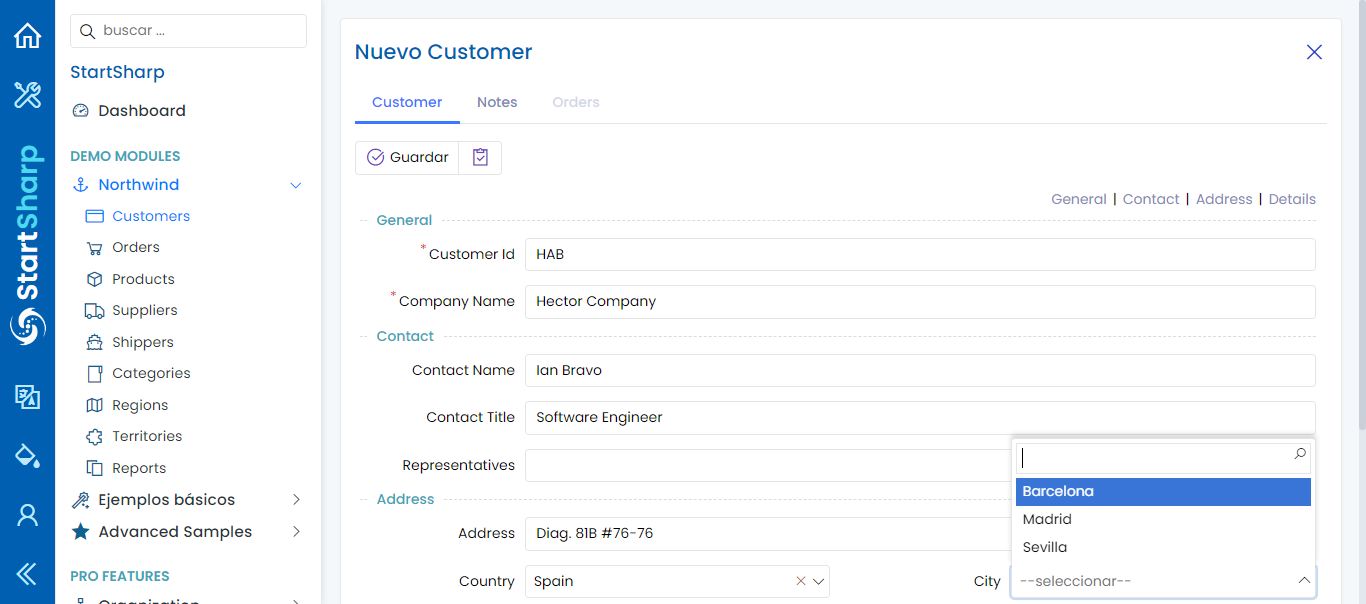 buscar ...
StartSharp
Dashboard
DEMO MODULES
Northwind
Customers
Orders
Products
Suppliers
Shippers
Categories
Regions
Territories
Reports
Ejemplos básicos
Advanced Samples
PRO FEATURES
Organization
StartSharp
Nuevo Customer
Customer Notes Orders
Guardar
General | Contact | Address | Details
General
* Customer Id HAB
* Company Name Hector Company
Contact
Contact Name Ian Bravo
Contact Title Software Engineer
Representatives
Address
Address Diag. 81B #76-76
Country Spain
City --seleccionar--
Barcelona
Madrid
Sevilla